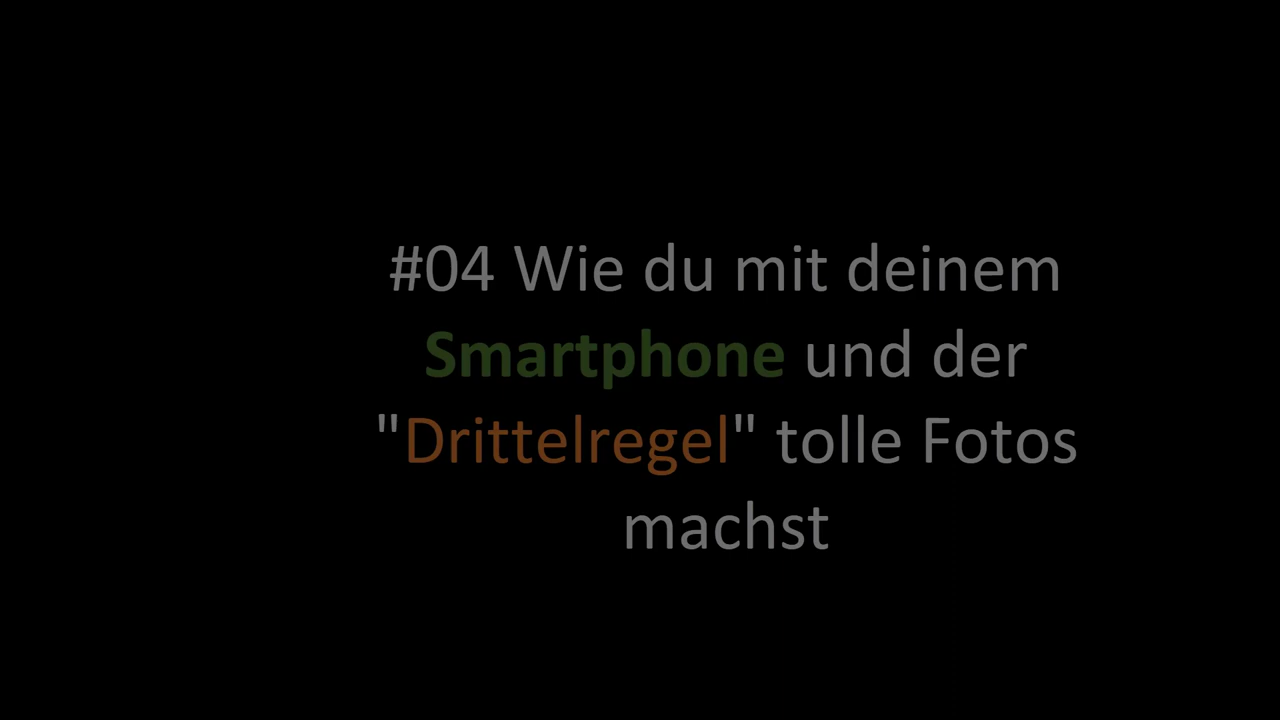 #04 Wie du mit deinem
Smartphone und der
"Drittelregel" tolle Fotos
machst